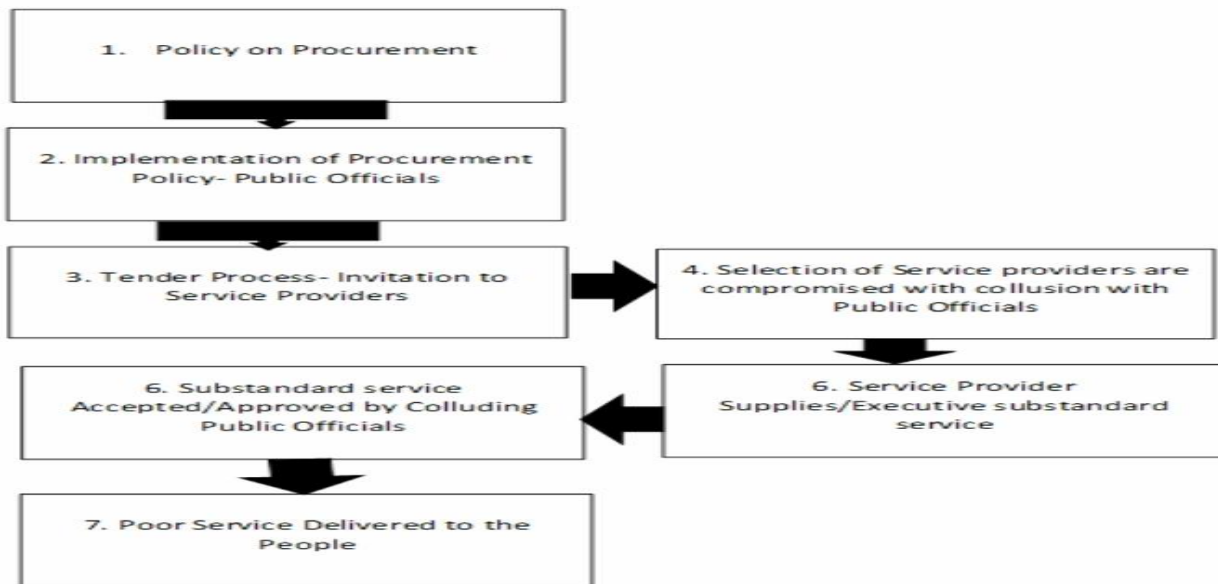 1. Policy on Procurement
2. Implementation of Procurement
Policy- Public Officials
3. Tender Process- Invitation to
Service Providers
4. Selection of Service providers are
compromised with collusion with
Public Officials
6. Service Provider
Supplies/Executive substandard
service
6. Substandard service
Accepted/Approved by Colluding
Public Officials
7. Poor Service Delivered to the
People